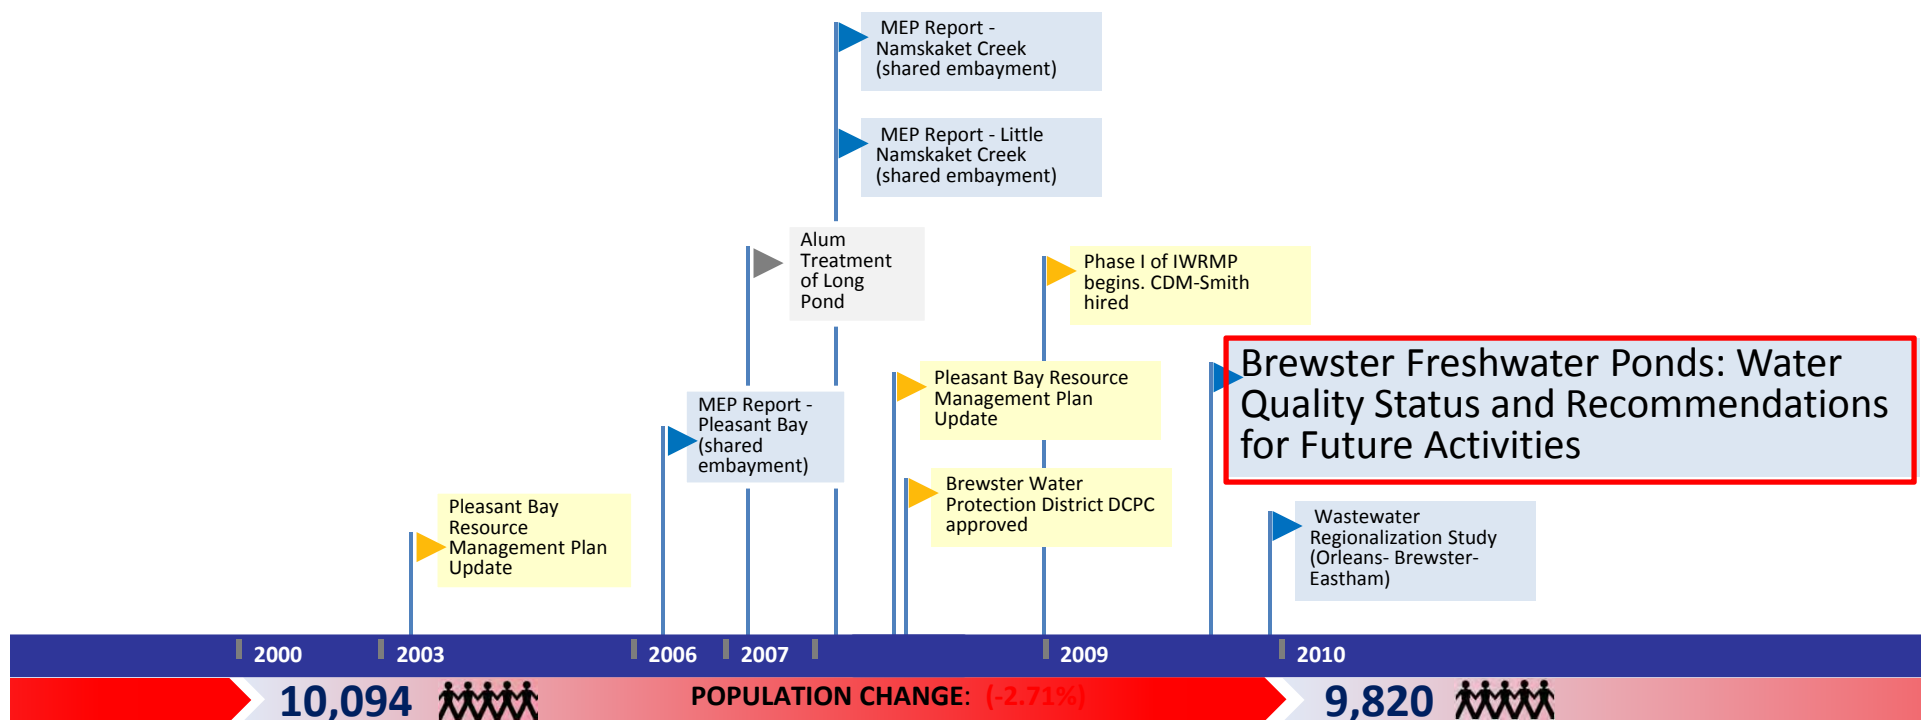 MEP Report -
Namskaket Creek
(shared embayment)
MEP Report - Little
Namskaket Creek
(shared embayment)
Alum
Treatment
of Long
Pond
Phase I of IWRMP
begins. CDM-Smith
hired
Brewster Freshwater Ponds: Water
Quality Status and Recommendations
for Future Activities
Pleasant Bay Resource
Management Plan
Update
MEP Report -
Pleasant Bay
(shared
embayment)
Brewster Water
Protection District DCPC
approved
Pleasant Bay
Resource
Management Plan
Update
Wastewater
Regionalization Study
(Orleans- Brewster-
Eastham)
2000 2003 2006 2007 2009 2010
10,094 POPULATION CHANGE: (-2.71%) 9,820